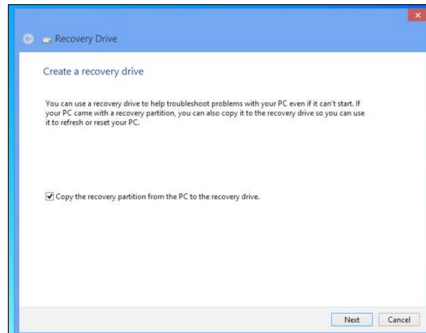 Recovery Drive
Create a recovery drive
You can use a recovery drive to help troubleshoot problems with your PC even if it can't start. If
your PC came with a recovery partition, you can also copy it to the recovery drive so you can use
it to refresh or reset your PC.
Copy the recovery partition from the PC to the recovery drive.
Next Cancel